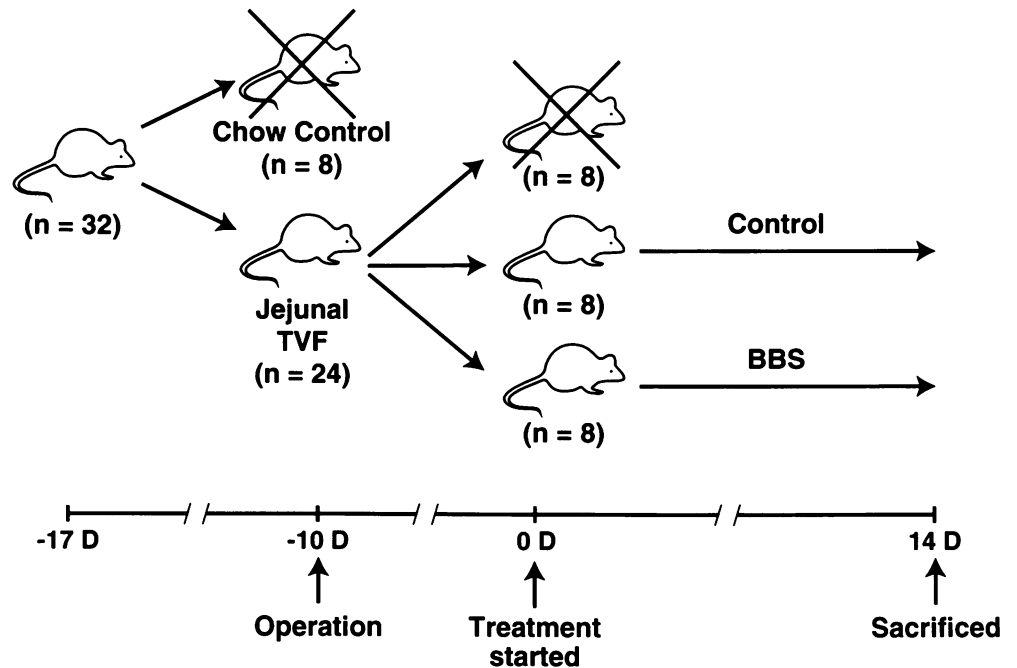 Chow Control
(n = 8)
(n = 32)
Jejunal
TVF
(n = 24)
(n = 8)
Control
(n = 8)
BBS
(n = 8)
-17 D
-10 D
0 D
14 D
Operation
Treatment
started
Sacrificed